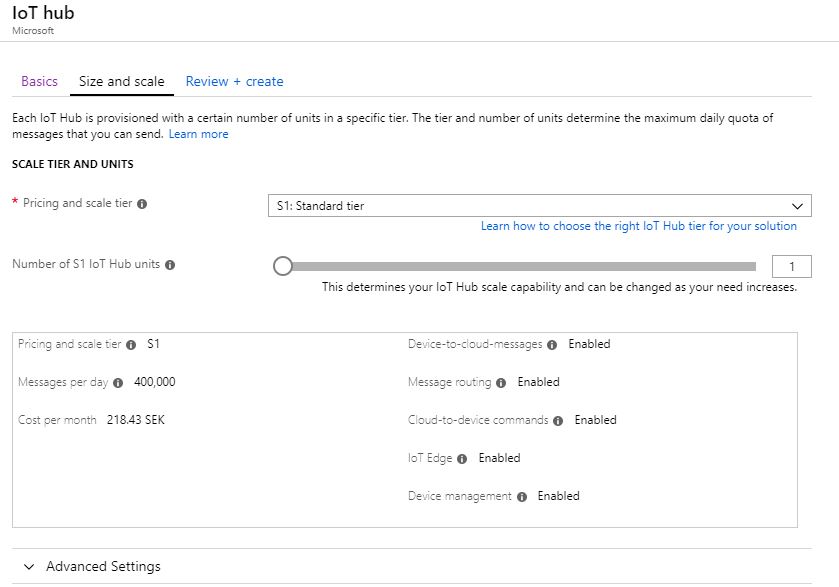 IoT hub
Microsoft
Basics Size and scale Review + create
Each IoT Hub is provisioned with a certain number of units in a specific tier. The tier and number of units determine the maximum daily quota of
messages that you can send. Learn more
SCALE TIER AND UNITS
* Pricing and scale tier S1: Standard tier
Learn how to choose the right IoT Hub tier for your solution
Number of S1 IoT Hub units 1
This determines your IoT Hub scale capability and can be changed as your need increases.
Pricing and scale tier S1 Device-to-cloud-messages Enabled
Messages per day 400,000 Message routing Enabled
Cost per month 218.43 SEK Cloud-to-device commands Enabled
IoT Edge Enabled
Device management Enabled
Advanced Settings